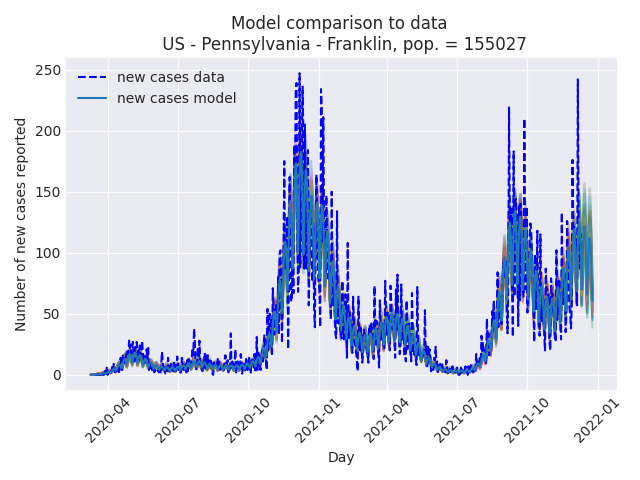 Model comparison to data
US - Pennsylvania - Franklin, pop. = 155027
new cases data
new cases model
Number of new cases reported
250
200
150
100
50
0
2020-04
2020-07
2020-10
2021-01
2021-04
2021-07
2021-10
2022-01
Day